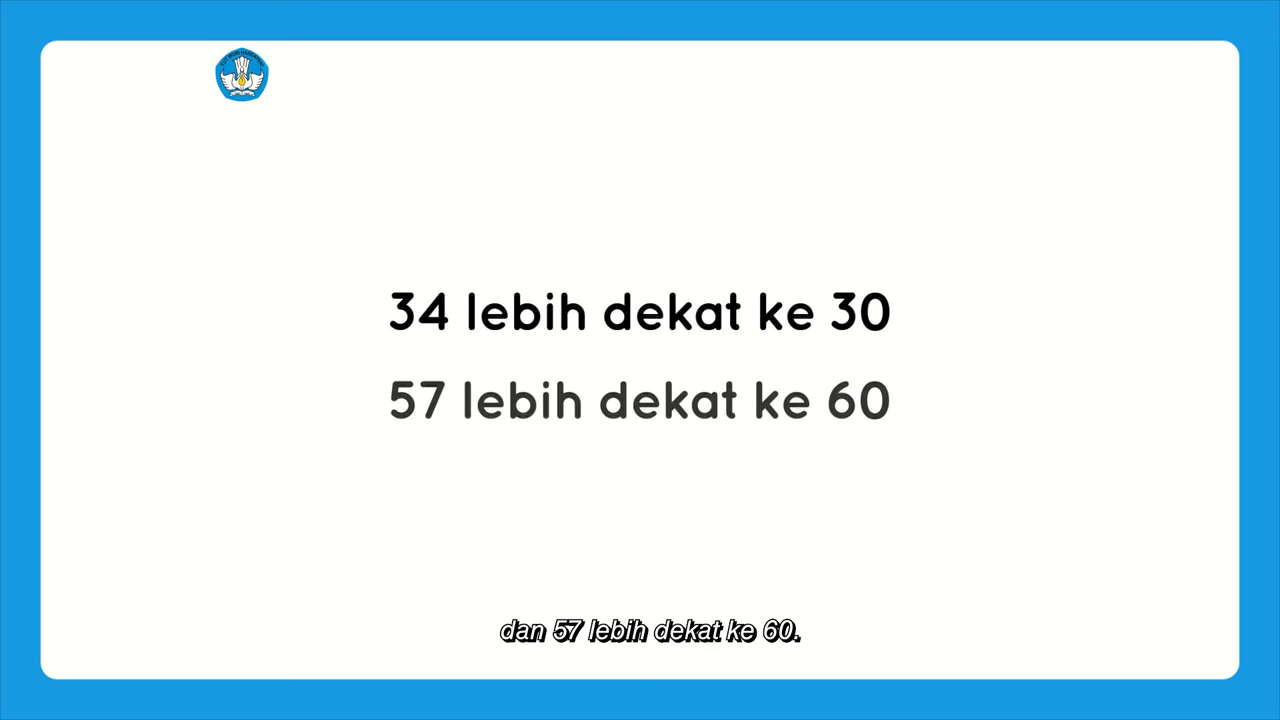 34 lebih dekat ke 30
57 lebih dekat ke 60
dan 57 lebih dekat ke 60.